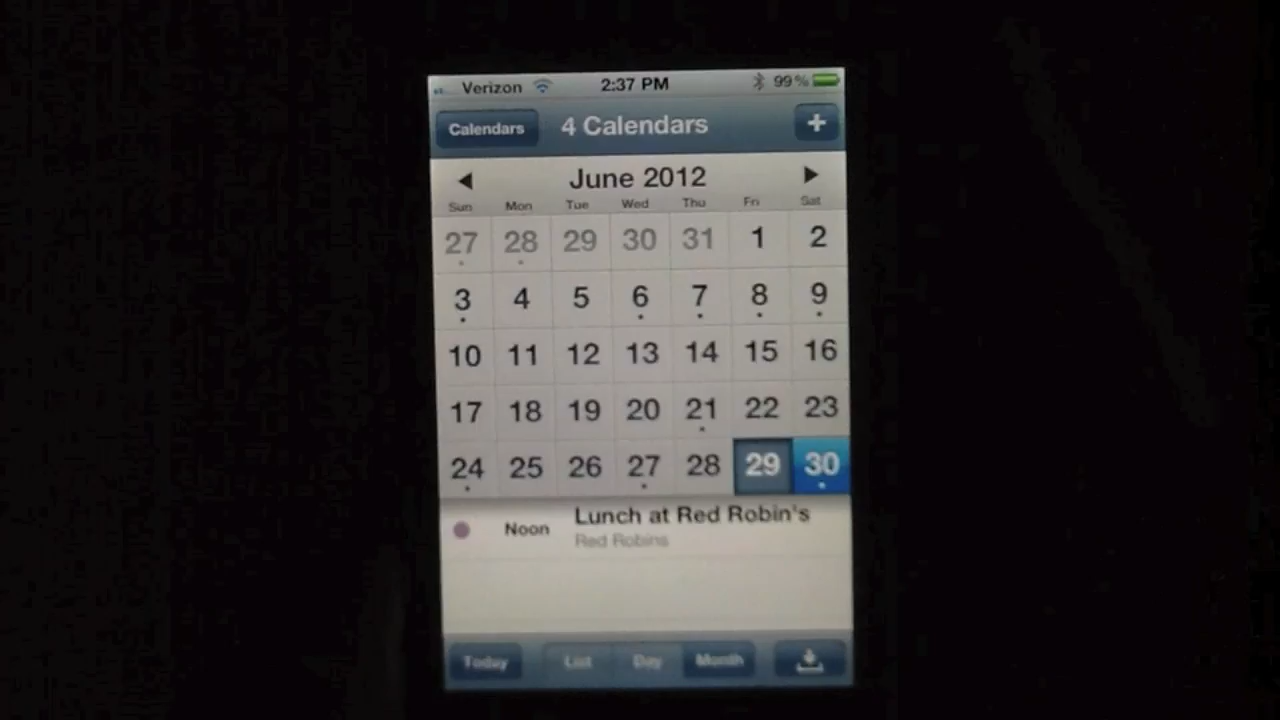 Verizon 2:37 PM 99%
Calendars 4 Calendars +
June 2012
Sun Mon Tue Wed Thu Fri Sat
27 28 29 30 31 1 2
3 4 5 6 7 8 9
10 11 12 13 14 15 16
17 18 19 20 21 22 23
24 25 26 27 28 29 30
Noon Lunch at Red Robin's
Red Robins
Today List Day Month